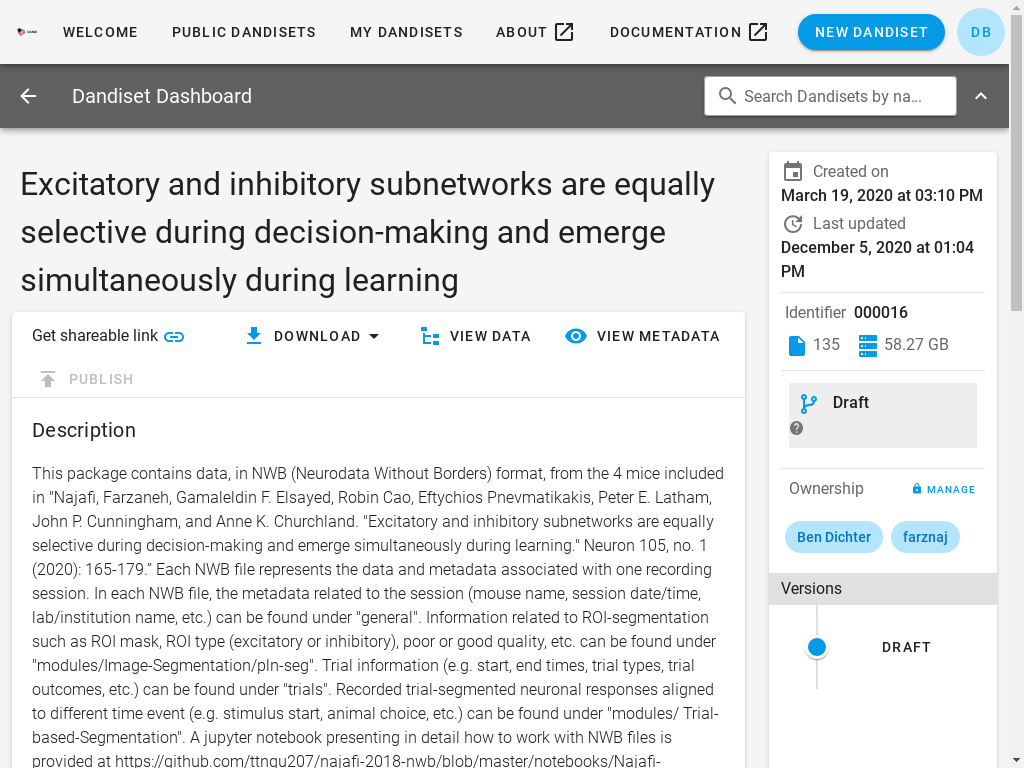 WELCOME PUBLIC DANDISETS MY DANDISETS ABOUT DOCUMENTATION NEW DANDISET DB
Dandiset Dashboard Search Dandisets by na...
Excitatory and inhibitory subnetworks are equally
selective during decision-making and emerge
simultaneously during learning
Get shareable link DOWNLOAD VIEW DATA VIEW METADATA
PUBLISH
Description
This package contains data, in NWB (Neurodata Without Borders) format, from the 4 mice included
in "Najafi, Farzaneh, Gamaleldin F. Elsayed, Robin Cao, Eftychios Pnevmatikakis, Peter E. Latham,
John P. Cunningham, and Anne K. Churchland. "Excitatory and inhibitory subnetworks are equally
selective during decision-making and emerge simultaneously during learning." Neuron 105, no. 1
(2020): 165-179.” Each NWB file represents the data and metadata associated with one recording
session. In each NWB file, the metadata related to the session (mouse name, session date/time,
lab/institution name, etc.) can be found under "general". Information related to ROI-segmentation
such as ROI mask, ROI type (excitatory or inhibitory), poor or good quality, etc. can be found under
"modules/Image-Segmentation/pln-seg". Trial information (e.g. start, end times, trial types, trial
outcomes, etc.) can be found under "trials". Recorded trial-segmented neuronal responses aligned
to different time event (e.g. stimulus start, animal choice, etc.) can be found under "modules/ Trial-
based-Segmentation". A jupyter notebook presenting in detail how to work with NWB files is
provided at https://github.com/ttngu207/najafi-2018-nwb/blob/master/notebooks/Najafi-
Created on
March 19, 2020 at 03:10 PM
Last updated
December 5, 2020 at 01:04
PM
Identifier 000016
135 58.27 GB
Draft
?
Ownership MANAGE
Ben Dichter farznaj
Versions
DRAFT